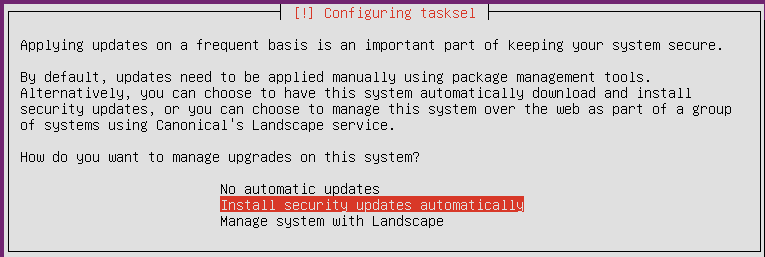 [!] Configuring tasksel
Applying updates on a frequent basis is an important part of keeping your system secure.
By default, updates need to be applied manually using package management tools.
Alternatively, you can choose to have this system automatically download and install
security updates, or you can choose to manage this system over the web as part of a group
of systems using Canonical's Landscape service.
How do you want to manage upgrades on this system?
No automatic updates
Install security updates automatically
Manage system with Landscape